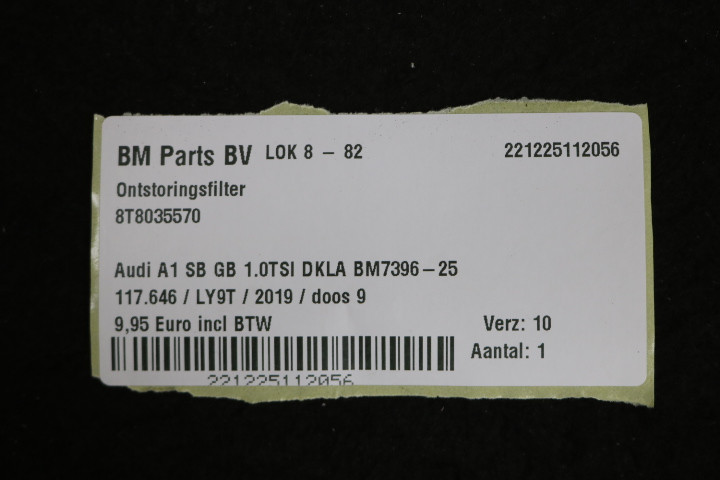 BM Parts BV LOK 8 - 82 221225112056
Ontstoringsfilter
8T8035570
Audi A1 SB GB 1.0TSI DKLA BM7396-25
117.646 / LY9T / 2019 / doos 9
9,95 Euro incl BTW Verz: 10
Aantal: 1
221225112056